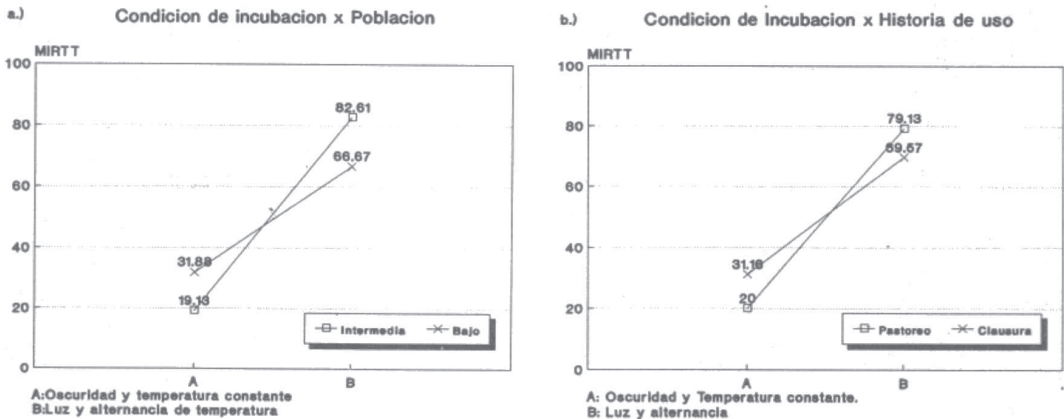 a.) Condicion de incubacion x Poblacion
MIRTT
100
80
60
40
20
0
82.61
66.67
31.88
19.13
Intermedia Bajo
A B
A:Oscuridad y temperatura constante
B:Luz y alternancia de temperatura
b.) Condicion de Incubacion x Historia de uso
MIRTT
100
80
60
40
20
0
79.13
69.57
31.16
20
Pastoreo Clausura
A B
A: Oscuridad y Temperatura constante.
B: Luz y alternancia